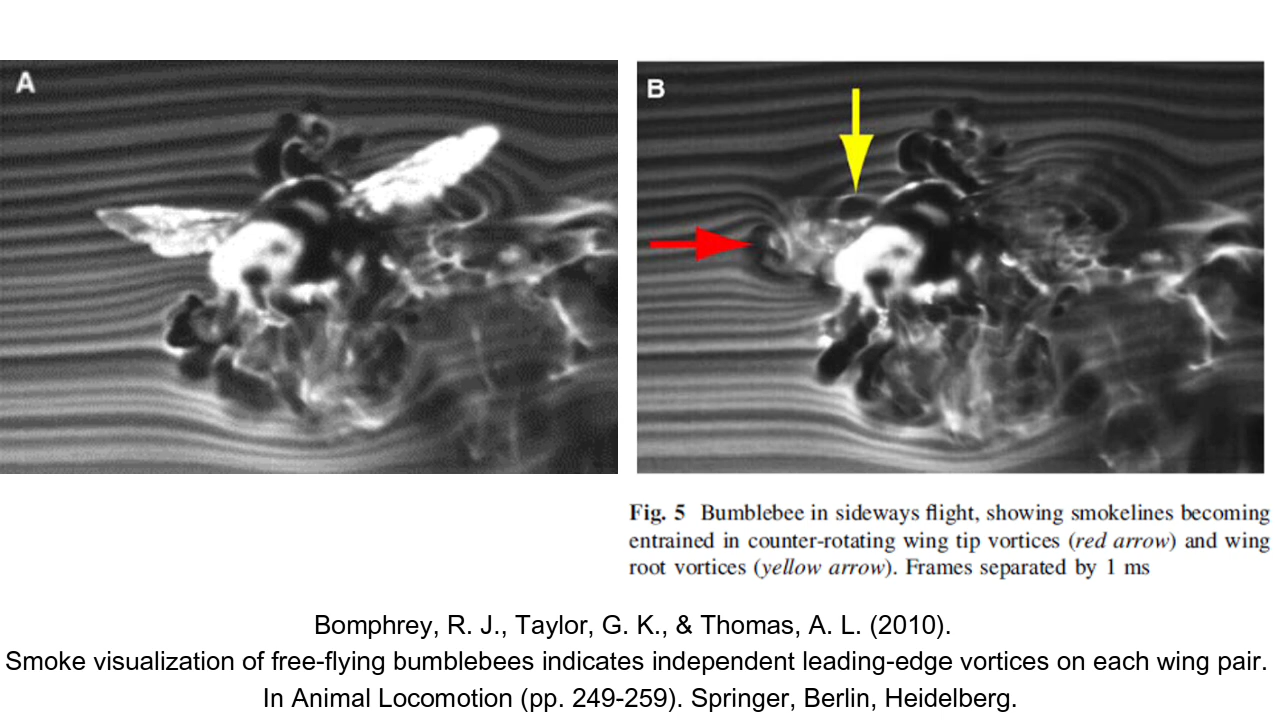 A
B
Fig. 5 Bumblebee in sideways flight, showing smokelines becoming
entrained in counter-rotating wing tip vortices (red arrow) and wing
root vortices (yellow arrow). Frames separated by 1 ms
Bomphrey, R. J., Taylor, G. K., & Thomas, A. L. (2010).
Smoke visualization of free-flying bumblebees indicates independent leading-edge vortices on each wing pair.
In Animal Locomotion (pp. 249-259). Springer, Berlin, Heidelberg.